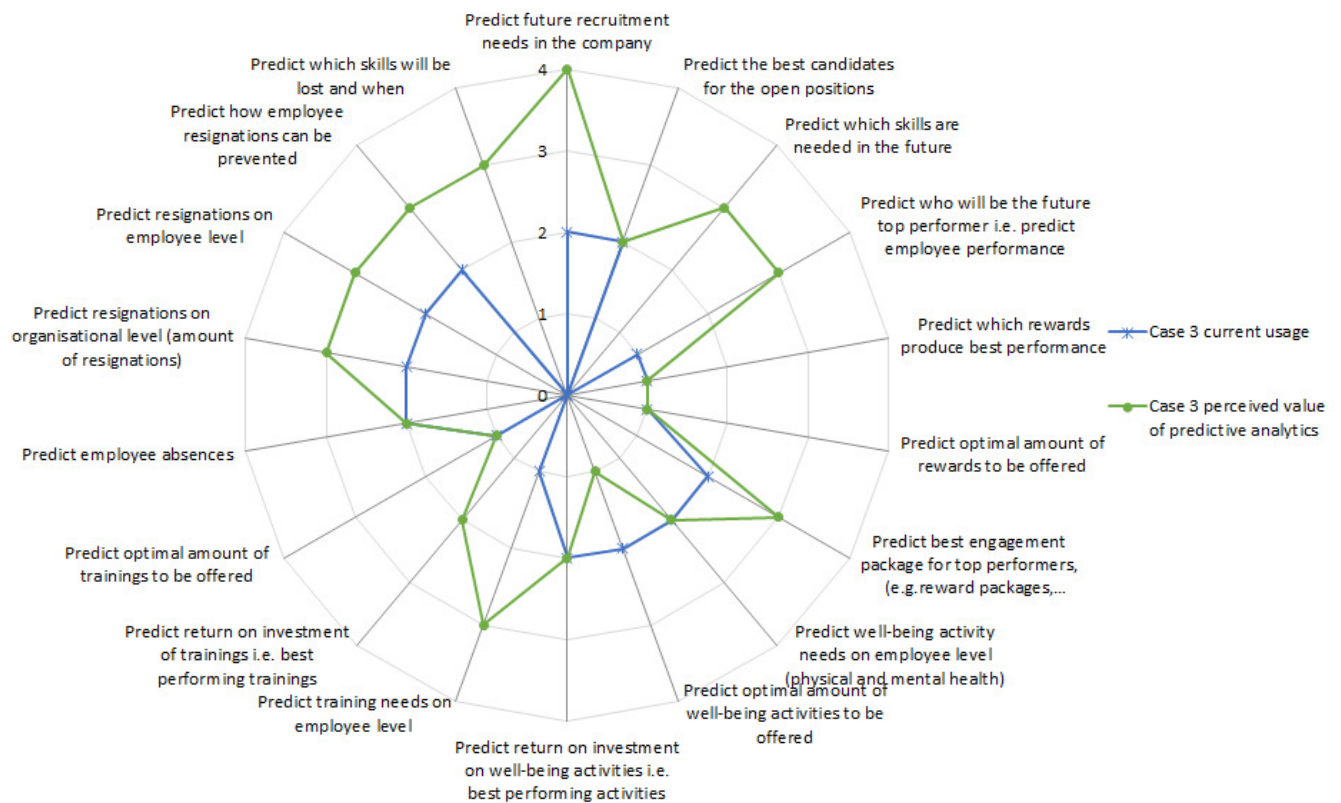 Predict future recruitment
needs in the company
Predict the best candidates
for the open positions
Predict which skills are
needed in the future
Predict who will be the future
top performer i.e. predict
employee performance
Predict which rewards
produce best performance
Predict optimal amount of
rewards to be offered
Predict best engagement
package for top performers,
(e.g.reward packages,...
Predict well-being activity
needs on employee level
(physical and mental health)
Predict optimal amount of
well-being activities to be
offered
Predict return on investment
on well-being activities i.e.
best performing activities
Predict training needs on
employee level
Predict return on investment
of trainings i.e. best
performing trainings
Predict optimal amount of
trainings to be offered
Predict employee absences
Predict resignations on
organisational level (amount
of resignations)
Predict resignations on
employee level
Predict how employee
resignations can be
prevented
Predict which skills will be
lost and when
4
3
2
1
0
Case 3 current usage
Case 3 perceived value
of predictive analytics